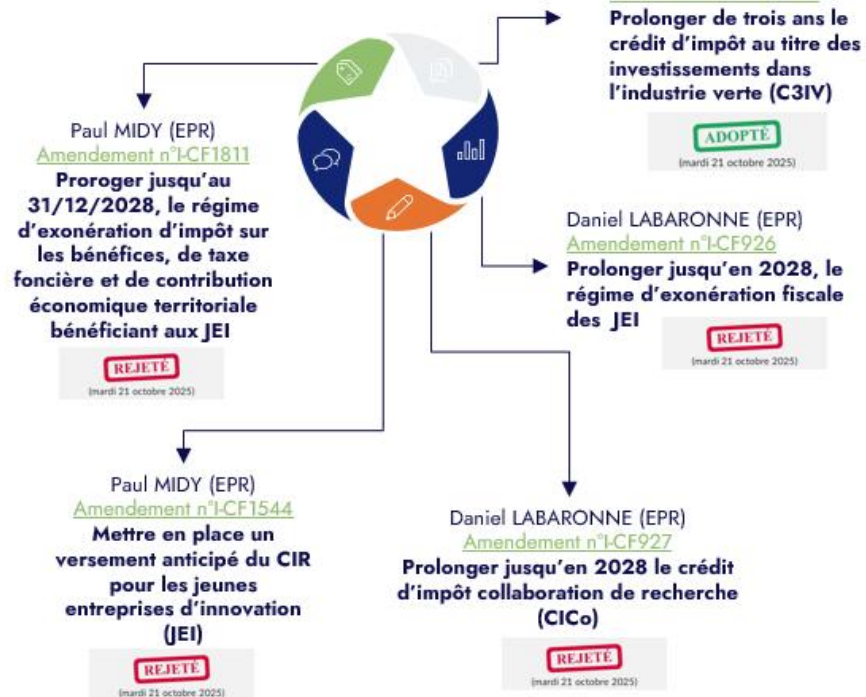 Prolonger de trois ans le
crédit d'impôt au titre des
investissements dans
l'industrie verte (C3IV)
ADOPTÉ
(mardi 21 octobre 2025)
Paul MIDY (EPR)
Amendement n°I-CF1811
Proroger jusqu'au
31/12/2028, le régime
d'exonération d'impôt sur
les bénéfices, de taxe
foncière et de contribution
économique territoriale
bénéficiant aux JEI
REJETÉ
(mardi 21 octobre 2025)
Daniel LABARONNE (EPR)
Amendement n°I-CF926
Prolonger jusqu'en 2028, le
régime d'exonération fiscale
des JEI
REJETÉ
(mardi 21 octobre 2025)
Paul MIDY (EPR)
Amendement n°I-CF1544
Mettre en place un
versement anticipé du CIR
pour les jeunes
entreprises d'innovation
(JEI)
REJETÉ
(mardi 21 octobre 2025)
Daniel LABARONNE (EPR)
Amendement n°I-CF927
Prolonger jusqu'en 2028 le crédit
d'impôt collaboration de recherche
(CICo)
REJETÉ
(mardi 21 octobre 2025)